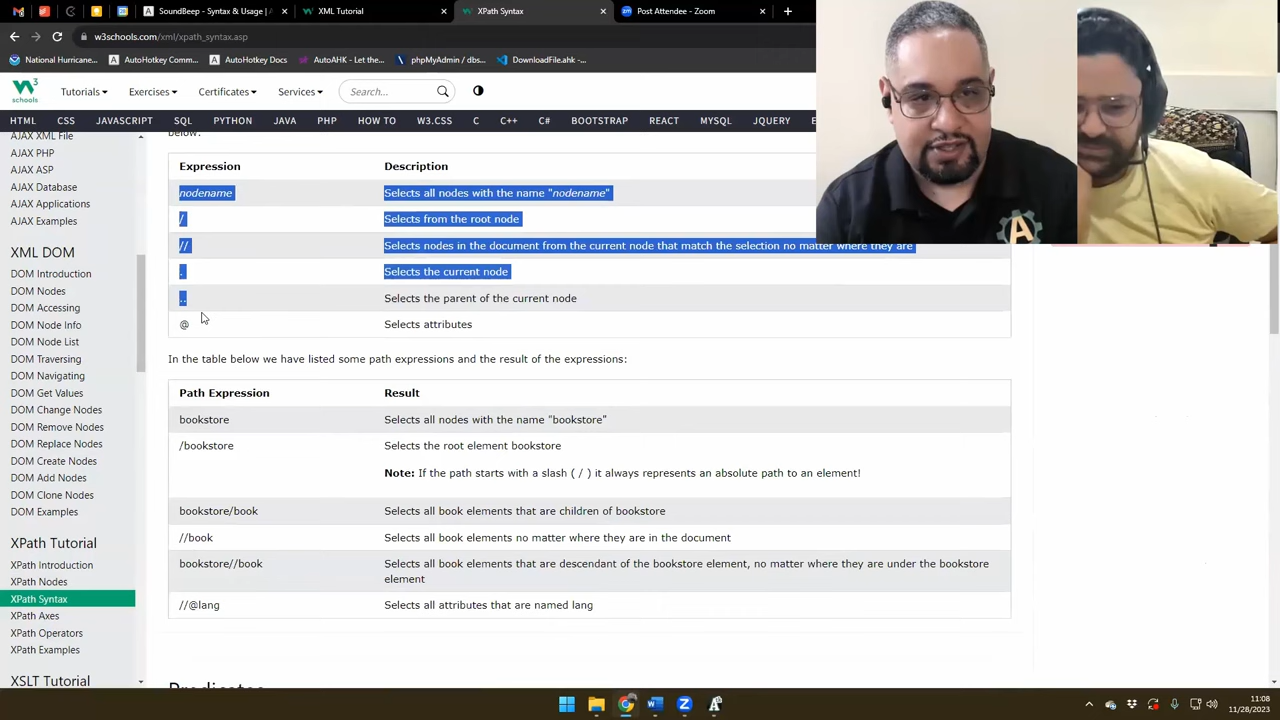 SoundBeep - Syntax & Usage | A
XML Tutorial
XPath Syntax
Post Attendee - Zoom
w3schools.com/xml/xpath_syntax.asp
National Hurricane...
AutoHotkey Comm...
AutoHotkey Docs
AutoAHK - Let the...
phpMyAdmin / dbs...
DownloadFile.ahk -...
W3 schools
Tutorials
Exercises
Certificates
Services
Search...
HTML CSS JAVASCRIPT SQL PYTHON JAVA PHP HOW TO W3.CSS C C++ C# BOOTSTRAP REACT MYSQL JQUERY
AJAX XML File
AJAX PHP
AJAX ASP
AJAX Database
AJAX Applications
AJAX Examples
XML DOM
DOM Introduction
DOM Nodes
DOM Accessing
DOM Node Info
DOM Node List
DOM Traversing
DOM Navigating
DOM Get Values
DOM Change Nodes
DOM Remove Nodes
DOM Replace Nodes
DOM Create Nodes
DOM Add Nodes
DOM Clone Nodes
DOM Examples
XPath Tutorial
XPath Introduction
XPath Nodes
XPath Syntax
XPath Axes
XPath Operators
XPath Examples
XSLT Tutorial
below:
Expression Description
nodename Selects all nodes with the name "nodename"
/ Selects from the root node
// Selects nodes in the document from the current node that match the selection no matter where they are
. Selects the current node
.. Selects the parent of the current node
@ Selects attributes
In the table below we have listed some path expressions and the result of the expressions:
Path Expression Result
bookstore Selects all nodes with the name "bookstore"
/bookstore Selects the root element bookstore
Note: If the path starts with a slash ( / ) it always represents an absolute path to an element!
bookstore/book Selects all book elements that are children of bookstore
//book Selects all book elements no matter where they are in the document
bookstore//book Selects all book elements that are descendant of the bookstore element, no matter where they are under the bookstore
element
//@lang Selects all attributes that are named lang
Predicates
11:08
11/28/2023